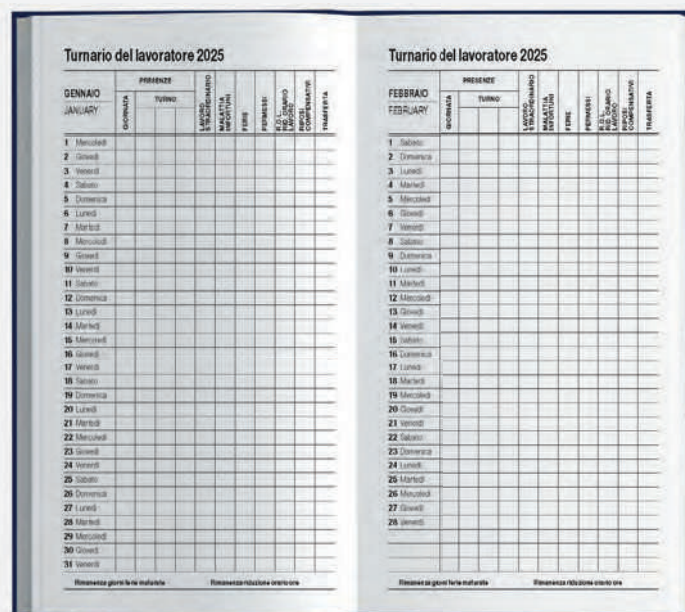 Turnario del lavoratore 2025
GENNAIO
JANUARY
PRESENZE
GIORNATA
TURNO
LAVORO
STRAORDINARIO
MALATTIA
INFORTUNI
FERIE
PERMESSI
R.O.L.
RID. ORARIO
LAVORO
RIPOSI
COMPENSATIVI
TRASFERTA
1 Mercoledì
2 Giovedì
3 Venerdì
4 Sabato
5 Domenica
6 Lunedì
7 Martedì
8 Mercoledì
9 Giovedì
10 Venerdì
11 Sabato
12 Domenica
13 Lunedì
14 Martedì
15 Mercoledì
16 Giovedì
17 Venerdì
18 Sabato
19 Domenica
20 Lunedì
21 Martedì
22 Mercoledì
23 Giovedì
24 Venerdì
25 Sabato
26 Domenica
27 Lunedì
28 Martedì
29 Mercoledì
30 Giovedì
31 Venerdì
Rimanenza giorni ferie maturate Rimanenza riduzione orario ore
Turnario del lavoratore 2025
FEBBRAIO
FEBRUARY
PRESENZE
GIORNATA
TURNO
LAVORO
STRAORDINARIO
MALATTIA
INFORTUNI
FERIE
PERMESSI
R.O.L.
RID. ORARIO
LAVORO
RIPOSI
COMPENSATIVI
TRASFERTA
1 Sabato
2 Domenica
3 Lunedì
4 Martedì
5 Mercoledì
6 Giovedì
7 Venerdì
8 Sabato
9 Domenica
10 Lunedì
11 Martedì
12 Mercoledì
13 Giovedì
14 Venerdì
15 Sabato
16 Domenica
17 Lunedì
18 Martedì
19 Mercoledì
20 Giovedì
21 Venerdì
22 Sabato
23 Domenica
24 Lunedì
25 Martedì
26 Mercoledì
27 Giovedì
28 Venerdì
Rimanenza giorni ferie maturate Rimanenza riduzione orario ore